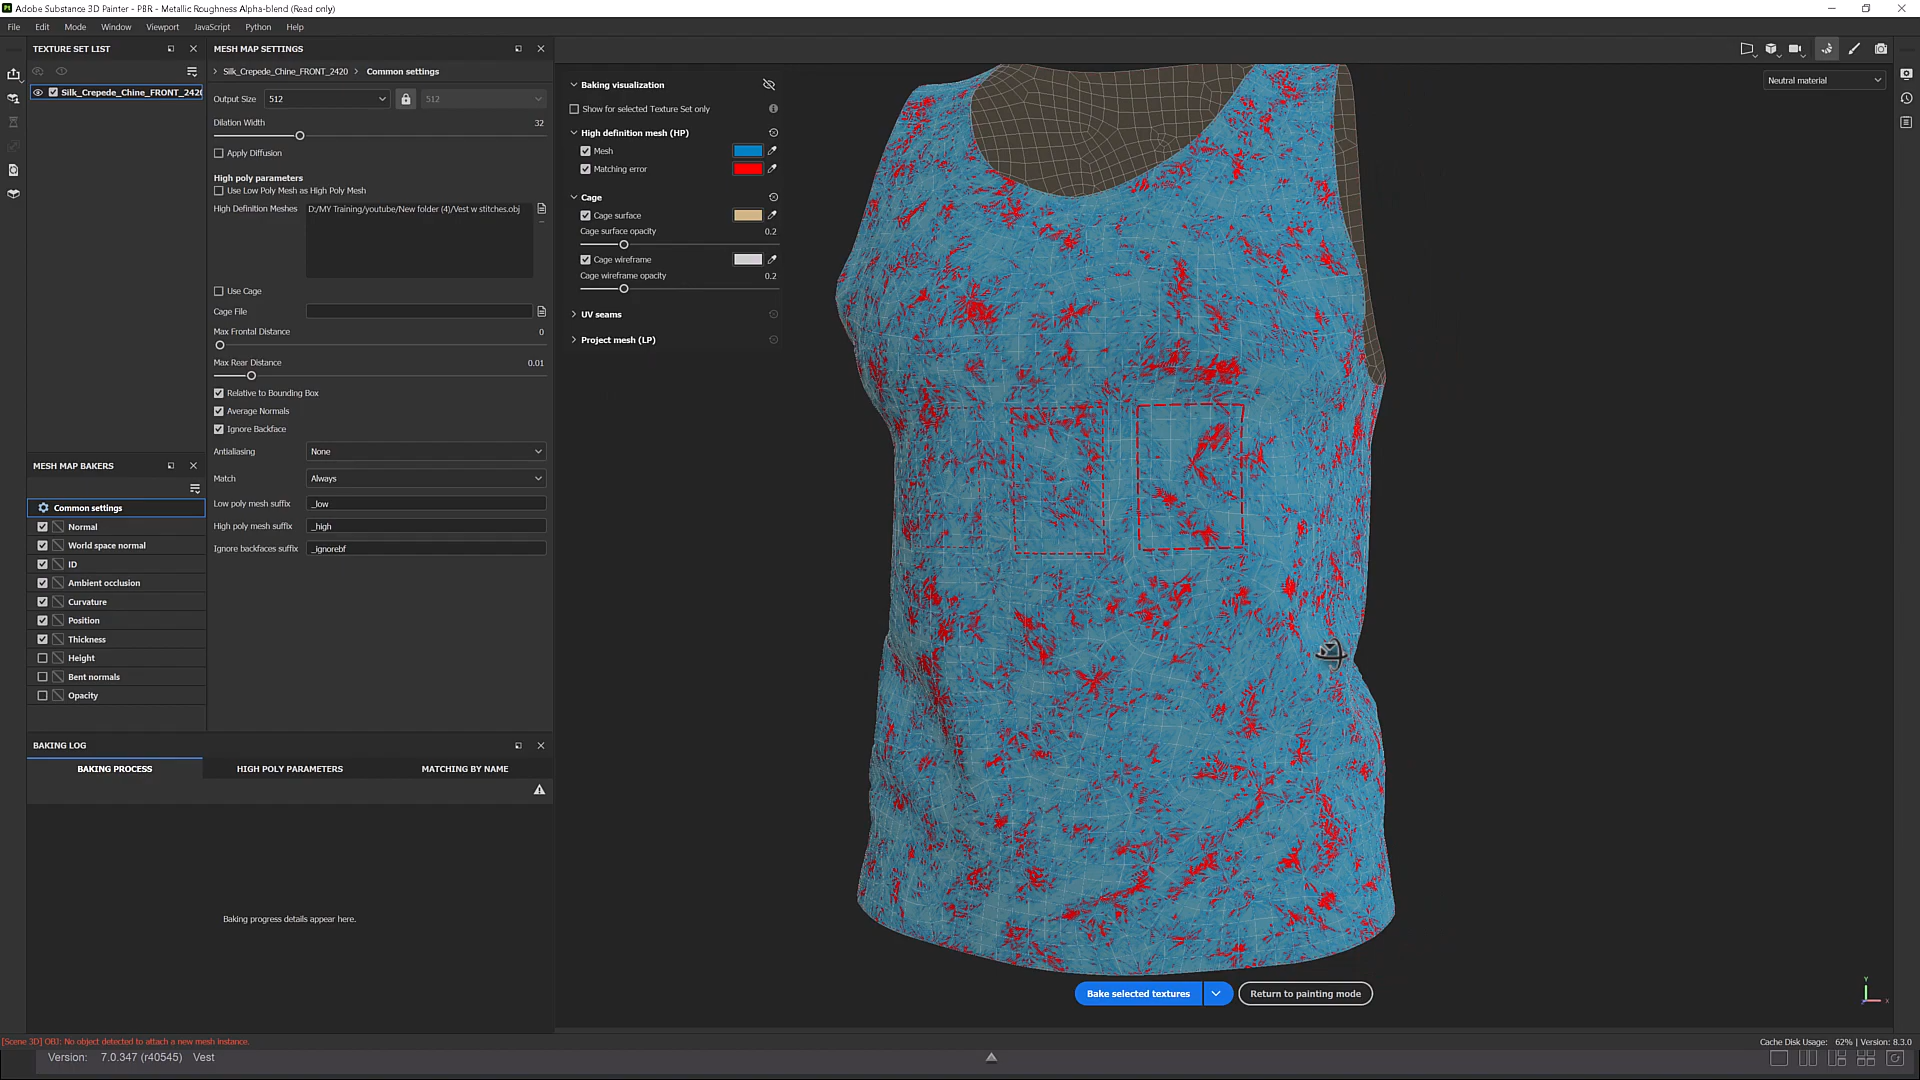 Adobe Substance 3D Painter - PBR - Metallic Roughness Alpha-blend (Read only)
File Edit Mode Window Viewport JavaScript Python Help
TEXTURE SET LIST
Silk_Crepede_Chine_FRONT_2420
MESH MAP SETTINGS
Silk_Crepede_Chine_FRONT_2420 > Common settings
Output Size 512 512
Dilation Width 32
Apply Diffusion
High poly parameters
Use Low Poly Mesh as High Poly Mesh
High Definition Meshes D:/MY Training/youtube/New folder (4)/Vest w stitches.obj
Use Cage
Cage File
Max Frontal Distance 0
Max Rear Distance 0.01
Relative to Bounding Box
Average Normals
Ignore Backface
Antialiasing None
Match Always
Low poly mesh suffix _low
High poly mesh suffix _high
Ignore backfaces suffix _ignorebf
MESH MAP BAKERS
Common settings
Normal
World space normal
ID
Ambient occlusion
Curvature
Position
Thickness
Height
Bent normals
Opacity
BAKING LOG
BAKING PROCESS HIGH POLY PARAMETERS MATCHING BY NAME
Baking progress details appear here.
Baking visualization
Show for selected Texture Set only
High definition mesh (HP)
Mesh
Matching error
Cage
Cage surface
Cage surface opacity 0.2
Cage wireframe
Cage wireframe opacity 0.2
UV seams
Project mesh (LP)
Neutral material
Bake selected textures
Return to painting mode
Y
X
[Scene 3D] OBJ: No object detected to attach a new mesh instance.
Cache Disk Usage: 62% | Version: 8.3.0
Version: 7.0.347 (r40545) Vest